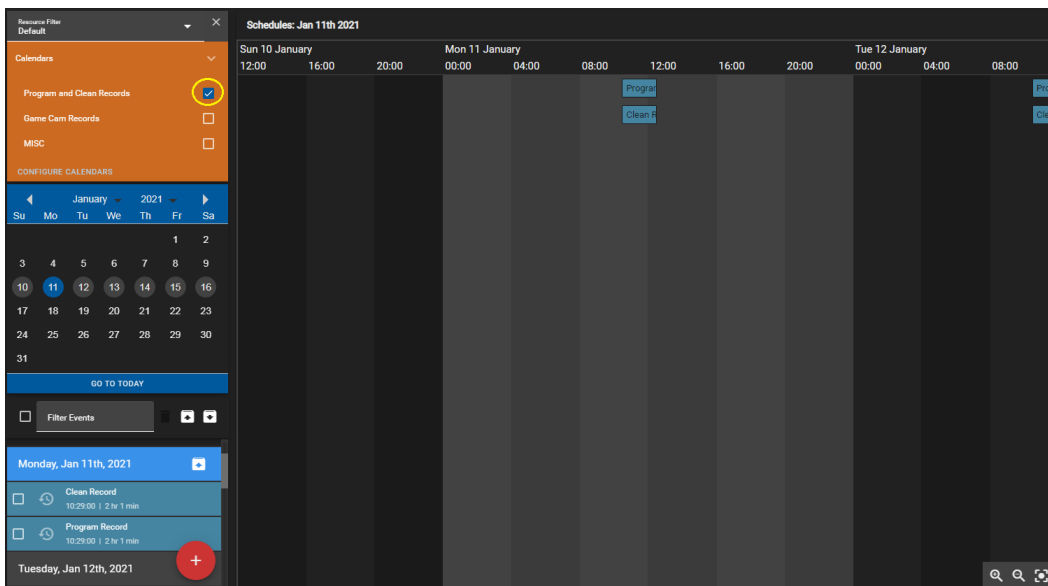 Resource Filter
Default
Calendars
Program and Clean Records
Game Cam Records
MISC
CONFIGURE CALENDARS
January 2021
Su Mo Tu We Th Fr Sa
1 2
3 4 5 6 7 8 9
10 11 12 13 14 15 16
17 18 19 20 21 22 23
24 25 26 27 28 29 30
31
GO TO TODAY
Filter Events
Monday, Jan 11th, 2021
Clean Record
10:29:00 | 2 hr 1 min
Program Record
10:29:00 | 2 hr 1 min
Tuesday, Jan 12th, 2021
+
Schedules: Jan 11th 2021
Sun 10 January Mon 11 January Tue 12 January
12:00 16:00 20:00 00:00 04:00 08:00 12:00 16:00 20:00 00:00 04:00 08:00
Program Pro
Clean R Cle